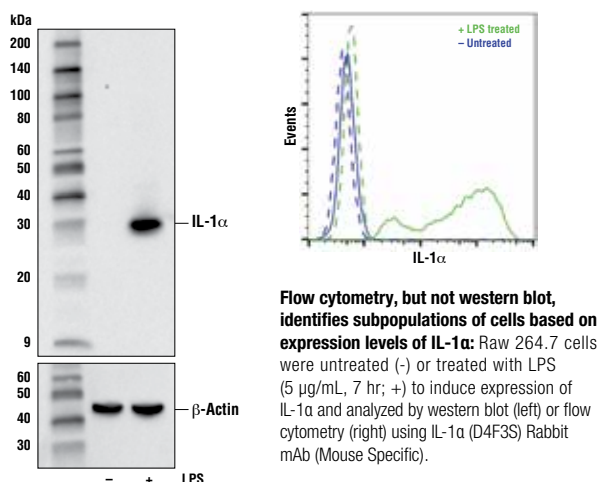 kDa
200
140
100
80
60
50
40
30
20
9
IL-1α
60
50
40
30
β-Actin
– + LPS
+ LPS treated
– Untreated
Events
IL-1α
Flow cytometry, but not western blot,
identifies subpopulations of cells based on
expression levels of IL-1α: Raw 264.7 cells
were untreated (-) or treated with LPS
(5 µg/mL, 7 hr; +) to induce expression of
IL-1α and analyzed by western blot (left) or flow
cytometry (right) using IL-1α (D4F3S) Rabbit
mAb (Mouse Specific).